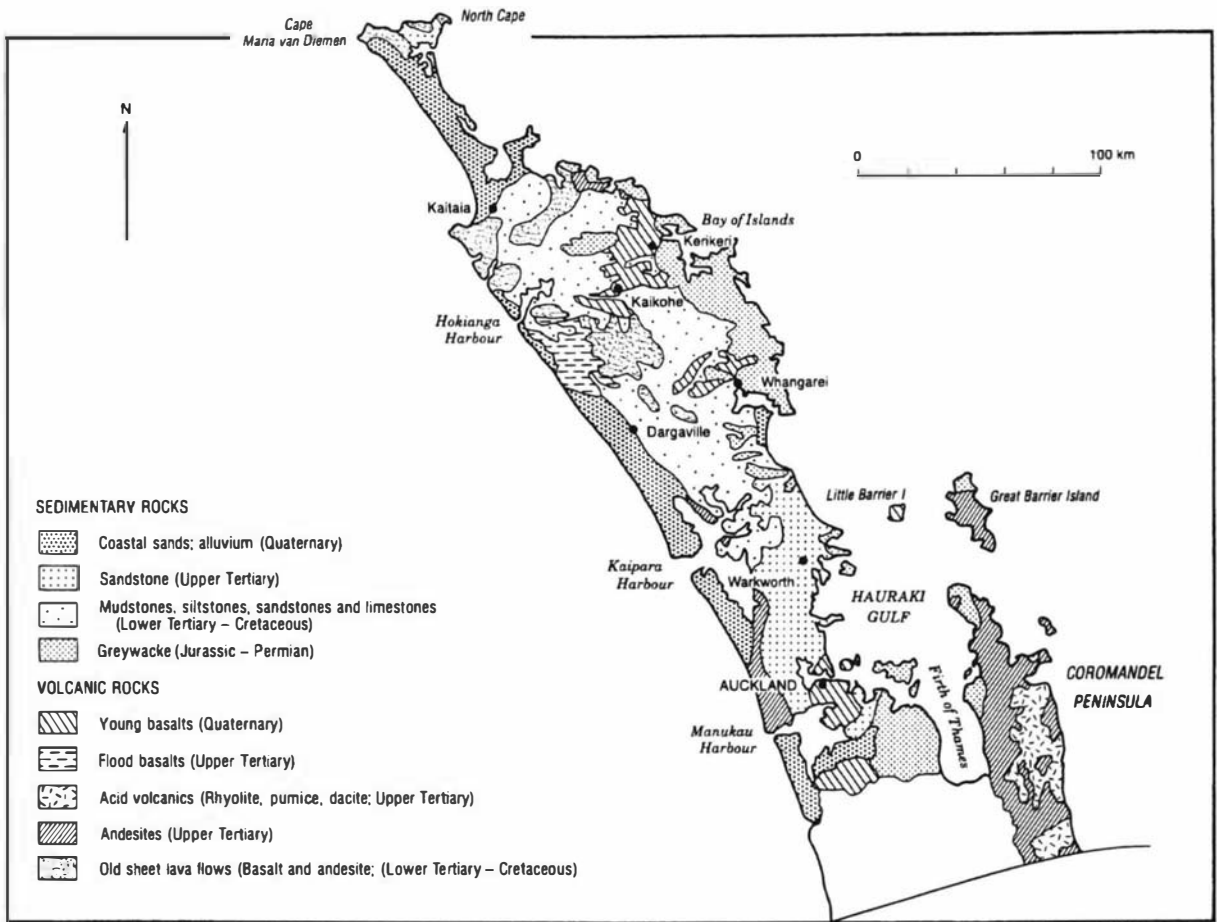 Cape
Maria van Diemen
North Cape
N
0
100 km
Kaitaia
Bay of Islands
Kerikeri
Kaikohe
Hokianga
Harbour
Whangarei
Dargaville
Little Barrier I
Great Barrier Island
Kaipara
Harbour
Warkworth
HAURAKI
GULF
AUCKLAND
Firth of Thames
COROMANDEL
PENINSULA
Manukau
Harbour
SEDIMENTARY ROCKS
Coastal sands; alluvium (Quaternary)
Sandstone (Upper Tertiary)
Mudstones, siltstones, sandstones and limestones
(Lower Tertiary – Cretaceous)
Greywacke (Jurassic – Permian)
VOLCANIC ROCKS
Young basalts (Quaternary)
Flood basalts (Upper Tertiary)
Acid volcanics (Rhyolite, pumice, dacite; Upper Tertiary)
Andesites (Upper Tertiary)
Old sheet lava flows (Basalt and andesite; (Lower Tertiary – Cretaceous)